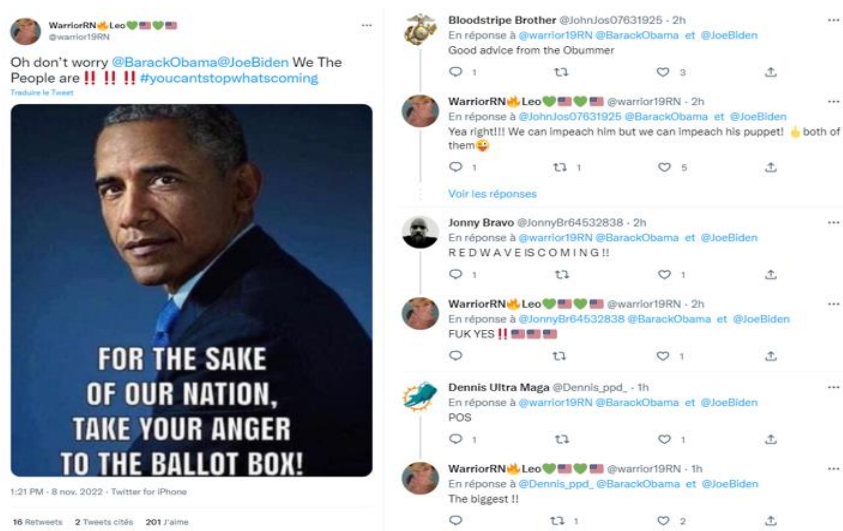 WarriorRN🔥Leo💚🇺🇸💚🇺🇸
@warrior19RN
Oh don't worry @BarackObama@JoeBiden We The
People are ‼️ ‼️ ‼️ #youcantstopwhatscoming
Traduire le Tweet
FOR THE SAKE
OF OUR NATION,
TAKE YOUR ANGER
TO THE BALLOT BOX!
1:21 PM · 8 nov. 2022 · Twitter for iPhone
16 Retweets 2 Tweets cités 201 J'aime
Bloodstripe Brother @JohnJos07631925 · 2h
En réponse à @warrior19RN @BarackObama et @JoeBiden
Good advice from the Obummer
1 3
WarriorRN🔥Leo💚🇺🇸💚🇺🇸 @warrior19RN · 2h
En réponse à @JohnJos07631925 @BarackObama et @JoeBiden
Yea right!!! We can impeach him but we can impeach his puppet! 🖕both of
them🤪
1 1 5
Voir les réponses
Jonny Bravo @JonnyBr64532838 · 2h
En réponse à @warrior19RN @BarackObama et @JoeBiden
R E D W A V E IS C O M I N G !!
1 1
WarriorRN🔥Leo💚🇺🇸💚🇺🇸 @warrior19RN · 2h
En réponse à @JonnyBr64532838 @BarackObama et @JoeBiden
FUK YES‼️🇺🇸🇺🇸🇺🇸
1
Dennis Ultra Maga @Dennis_ppd_ · 1h
En réponse à @warrior19RN @BarackObama et @JoeBiden
POS
1 1
WarriorRN🔥Leo💚🇺🇸💚🇺🇸 @warrior19RN · 1h
En réponse à @Dennis_ppd_ @BarackObama et @JoeBiden
The biggest !!
1 2